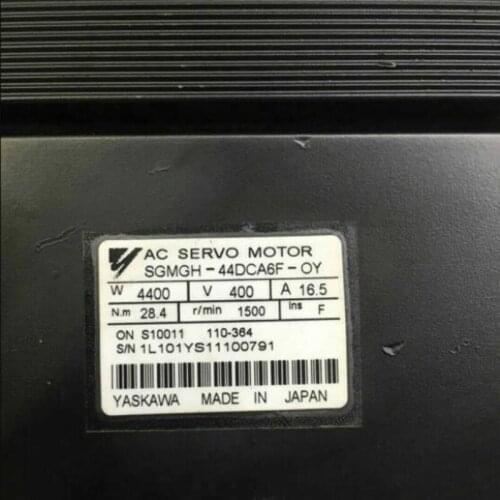 AC SERVO MOTOR
SGMGH-44DCA6F-OY
W 4400 V 400 A 16.5
N.m 28.4 r/min 1500 Ins F
ON S10011 110-364
S/N 1L101YS11100791
YASKAWA MADE IN JAPAN